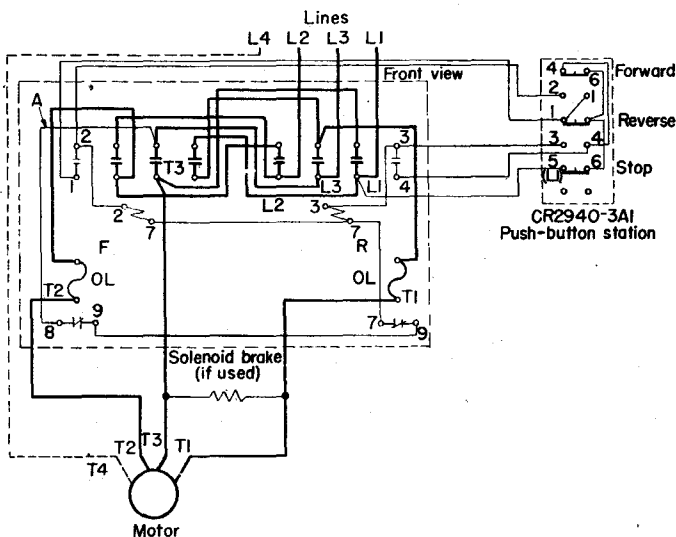 Lines
L4 L2 L3 L1
Front view
A
2
T3
3
1
L2
L3
L1
4
2
7
3
7
F
R
OL
T2
OL
T1
8
9
7
9
Solenoid brake
(if used)
T2
T3
T1
T4
Motor
4
6
Forward
2
1
1
Reverse
3
4
5
6
Stop
CR2940-3A1
Push-button station